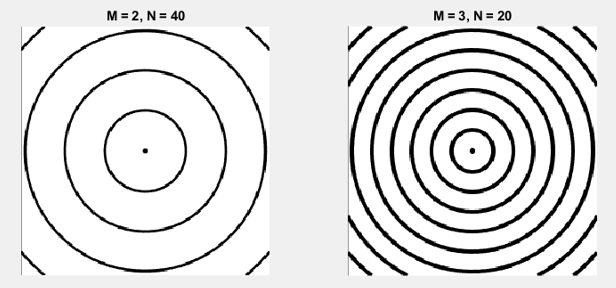 M = 2, N = 40
M = 3, N = 20